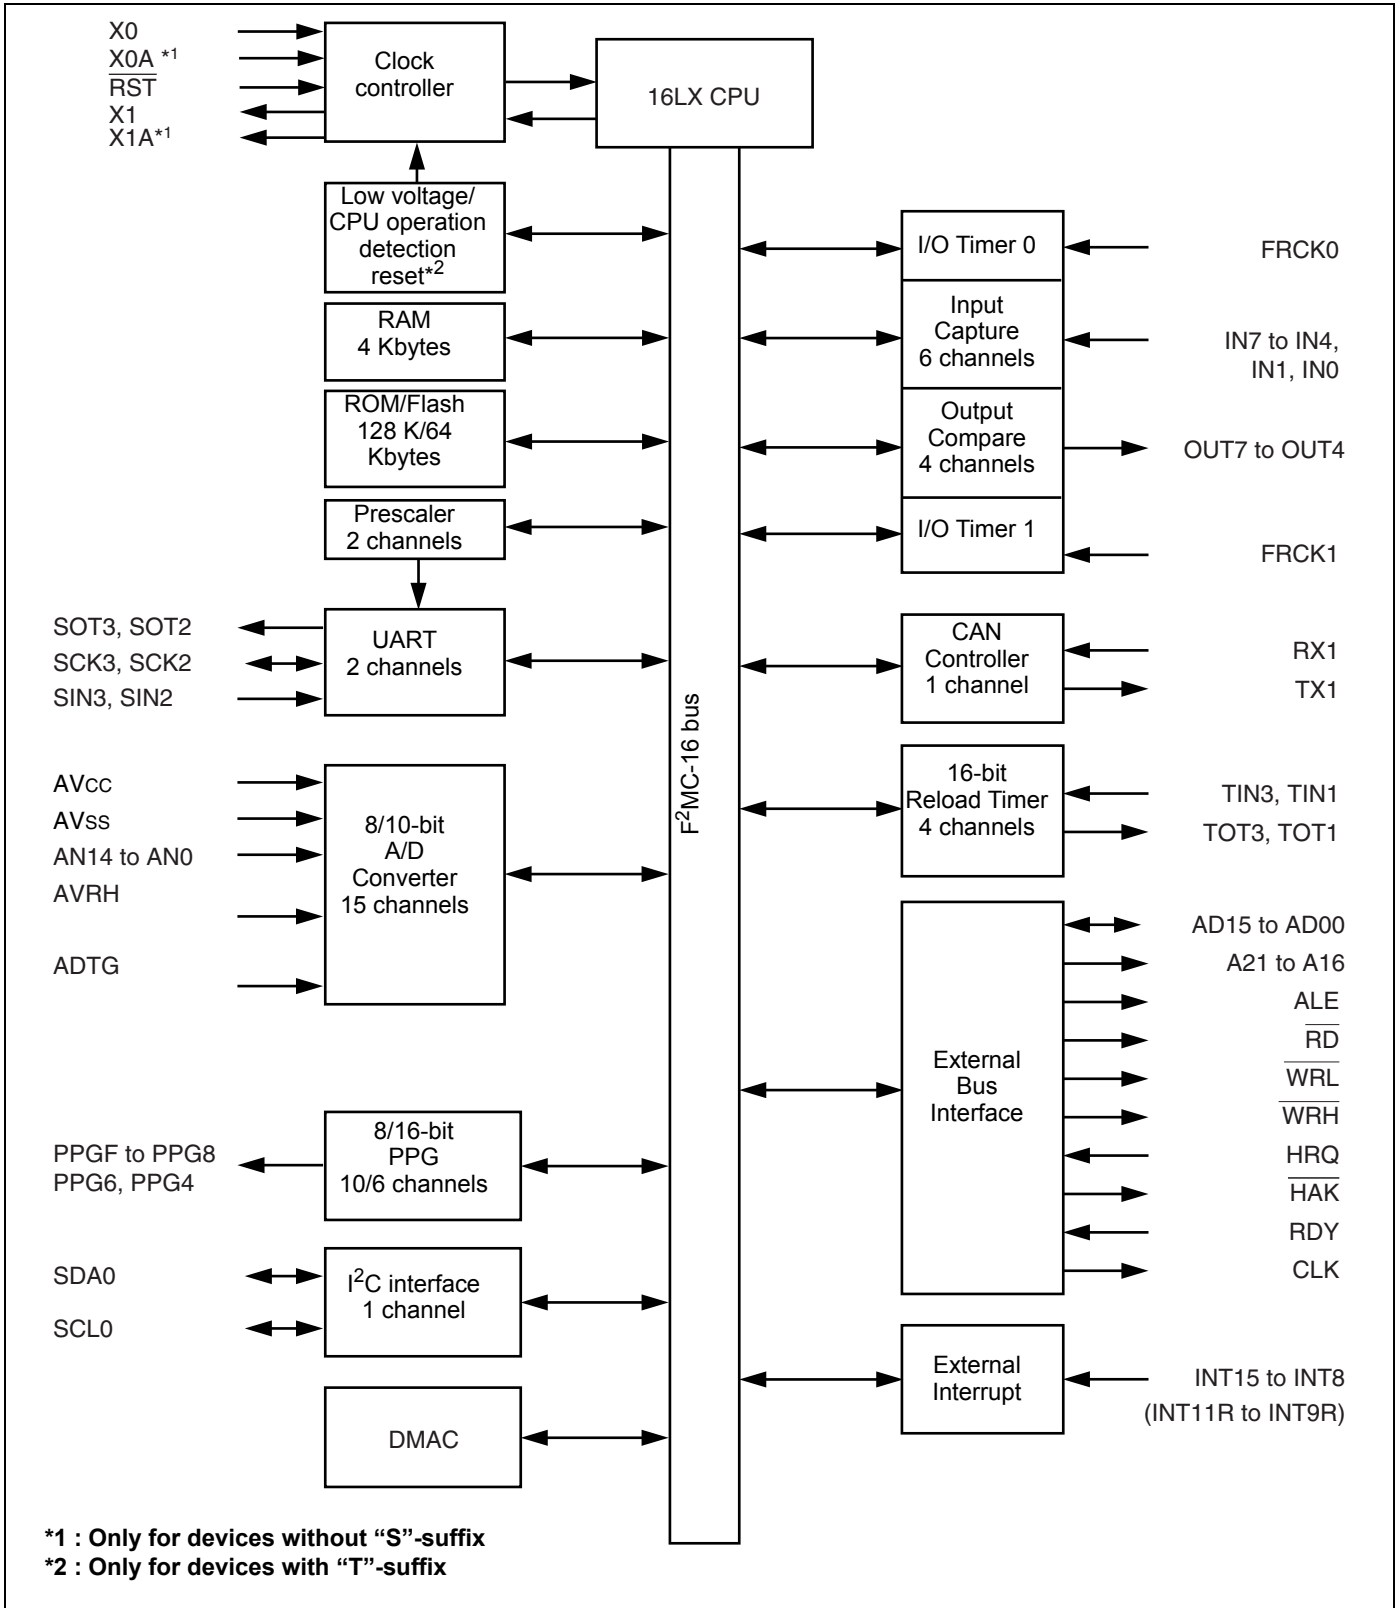 X0
X0A *1
RST
X1
X1A*1
Clock
controller
16LX CPU
Low voltage/
CPU operation
detection
reset*2
RAM
4 Kbytes
ROM/Flash
128 K/64
Kbytes
Prescaler
2 channels
SOT3, SOT2
SCK3, SCK2
SIN3, SIN2
UART
2 channels
AVCC
AVSS
AN14 to AN0
AVRH
ADTG
8/10-bit
A/D
Converter
15 channels
PPGF to PPG8
PPG6, PPG4
8/16-bit
PPG
10/6 channels
SDA0
SCL0
I2C interface
1 channel
DMAC
F2MC-16 bus
I/O Timer 0
FRCK0
Input
Capture
6 channels
IN7 to IN4,
IN1, IN0
Output
Compare
4 channels
OUT7 to OUT4
I/O Timer 1
FRCK1
CAN
Controller
1 channel
RX1
TX1
16-bit
Reload Timer
4 channels
TIN3, TIN1
TOT3, TOT1
External
Bus
Interface
AD15 to AD00
A21 to A16
ALE
RD
WRL
WRH
HRQ
HAK
RDY
CLK
External
Interrupt
INT15 to INT8
(INT11R to INT9R)
*1 : Only for devices without “S”-suffix
*2 : Only for devices with “T”-suffix